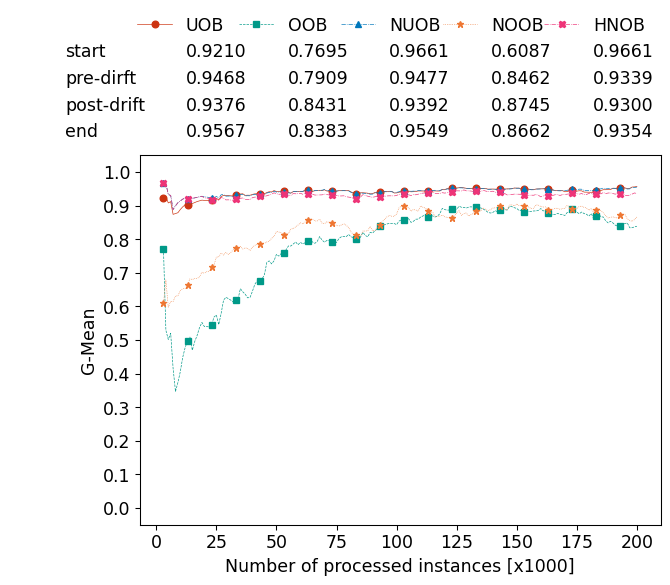 UOB OOB NUOB NOOB HNOB
start 0.9210 0.7695 0.9661 0.6087 0.9661
pre-dirft 0.9468 0.7909 0.9477 0.8462 0.9339
post-drift 0.9376 0.8431 0.9392 0.8745 0.9300
end 0.9567 0.8383 0.9549 0.8662 0.9354
1.0
0.9
0.8
0.7
0.6
0.5
0.4
0.3
0.2
0.1
0.0
G-Mean
0 25 50 75 100 125 150 175 200
Number of processed instances [x1000]